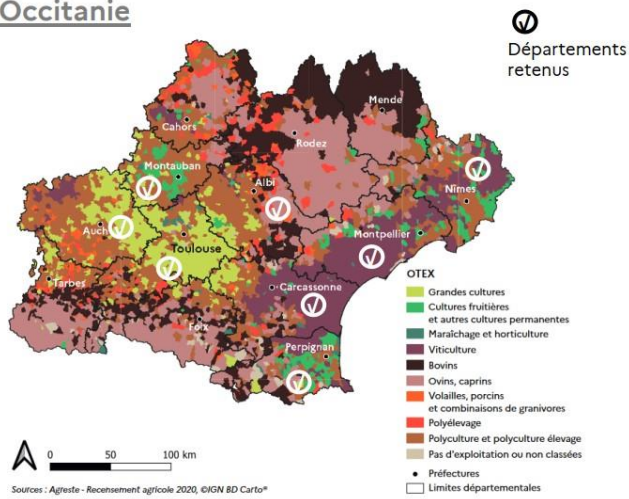 Occitanie
Départements
retenus
Mende
Cahors
Rodez
Montauban
Albi
Nîmes
Auch
Toulouse
Montpellier
Tarbes
Carcassonne
Foix
Perpignan
OTEX
Grandes cultures
Cultures fruitières
et autres cultures permanentes
Maraîchage et horticulture
Viticulture
Bovins
Ovins, caprins
Volailles, porcins
et combinaisons de granivores
Polyélevage
Polyculture et polyculture élevage
Pas d'exploitation ou non classées
Préfectures
Limites départementales
0 50 100 km
Sources : Agreste - Recensement agricole 2020, ©IGN BD Carto®